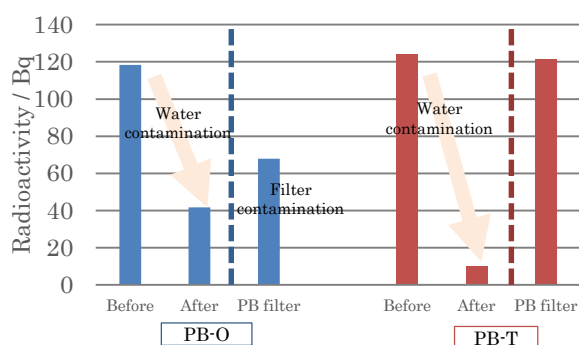 Radioactivity / Bq
140
120
100
80
60
40
20
0
Water
contamination
Filter
contamination
Water
contamination
Before
After
PB filter
Before
After
PB filter
PB-O
PB-T